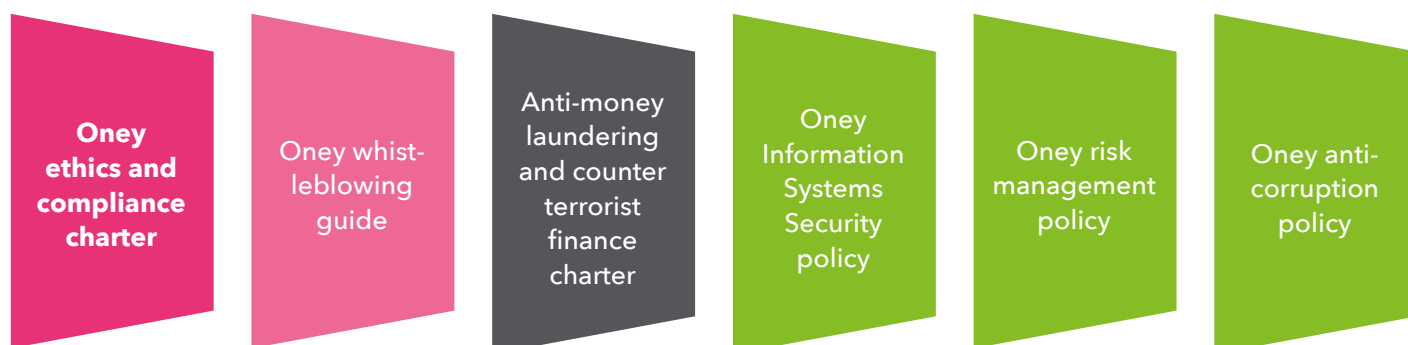 Oney
ethics and
compliance
charter
Oney whist-
leblowing
guide
Anti-money
laundering
and counter
terrorist
finance
charter
Oney
Information
Systems
Security
policy
Oney risk
management
policy
Oney anti-
corruption
policy